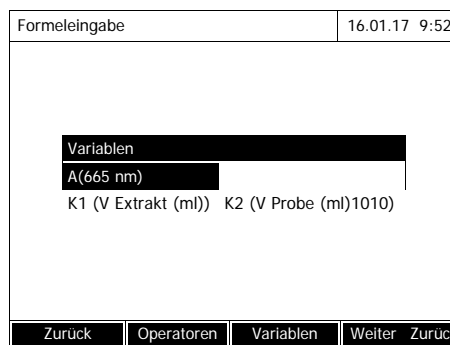 Formeleingabe 16.01.17 9:52
Variablen
A(665 nm)
K1 (V Extrakt (ml)) K2 (V Probe (ml)1010)
Zurück Operatoren Variablen Weiter Zurüc